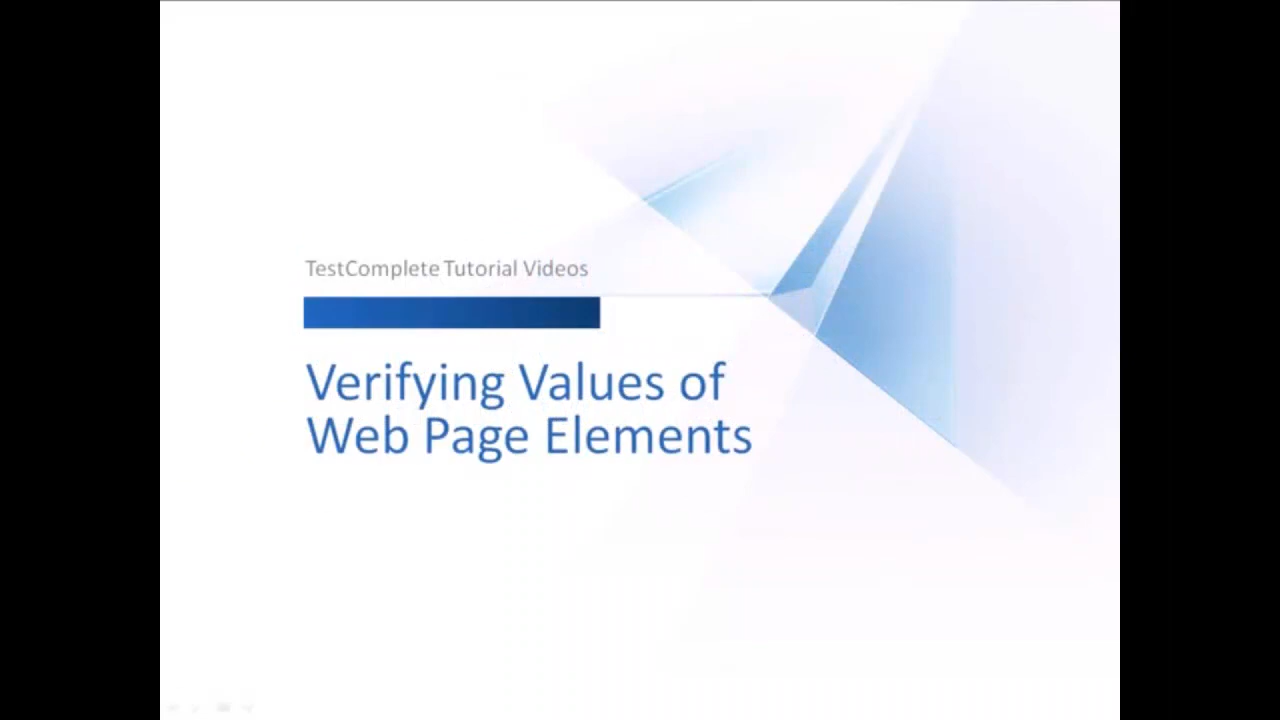 TestComplete Tutorial Videos
Verifying Values of
Web Page Elements